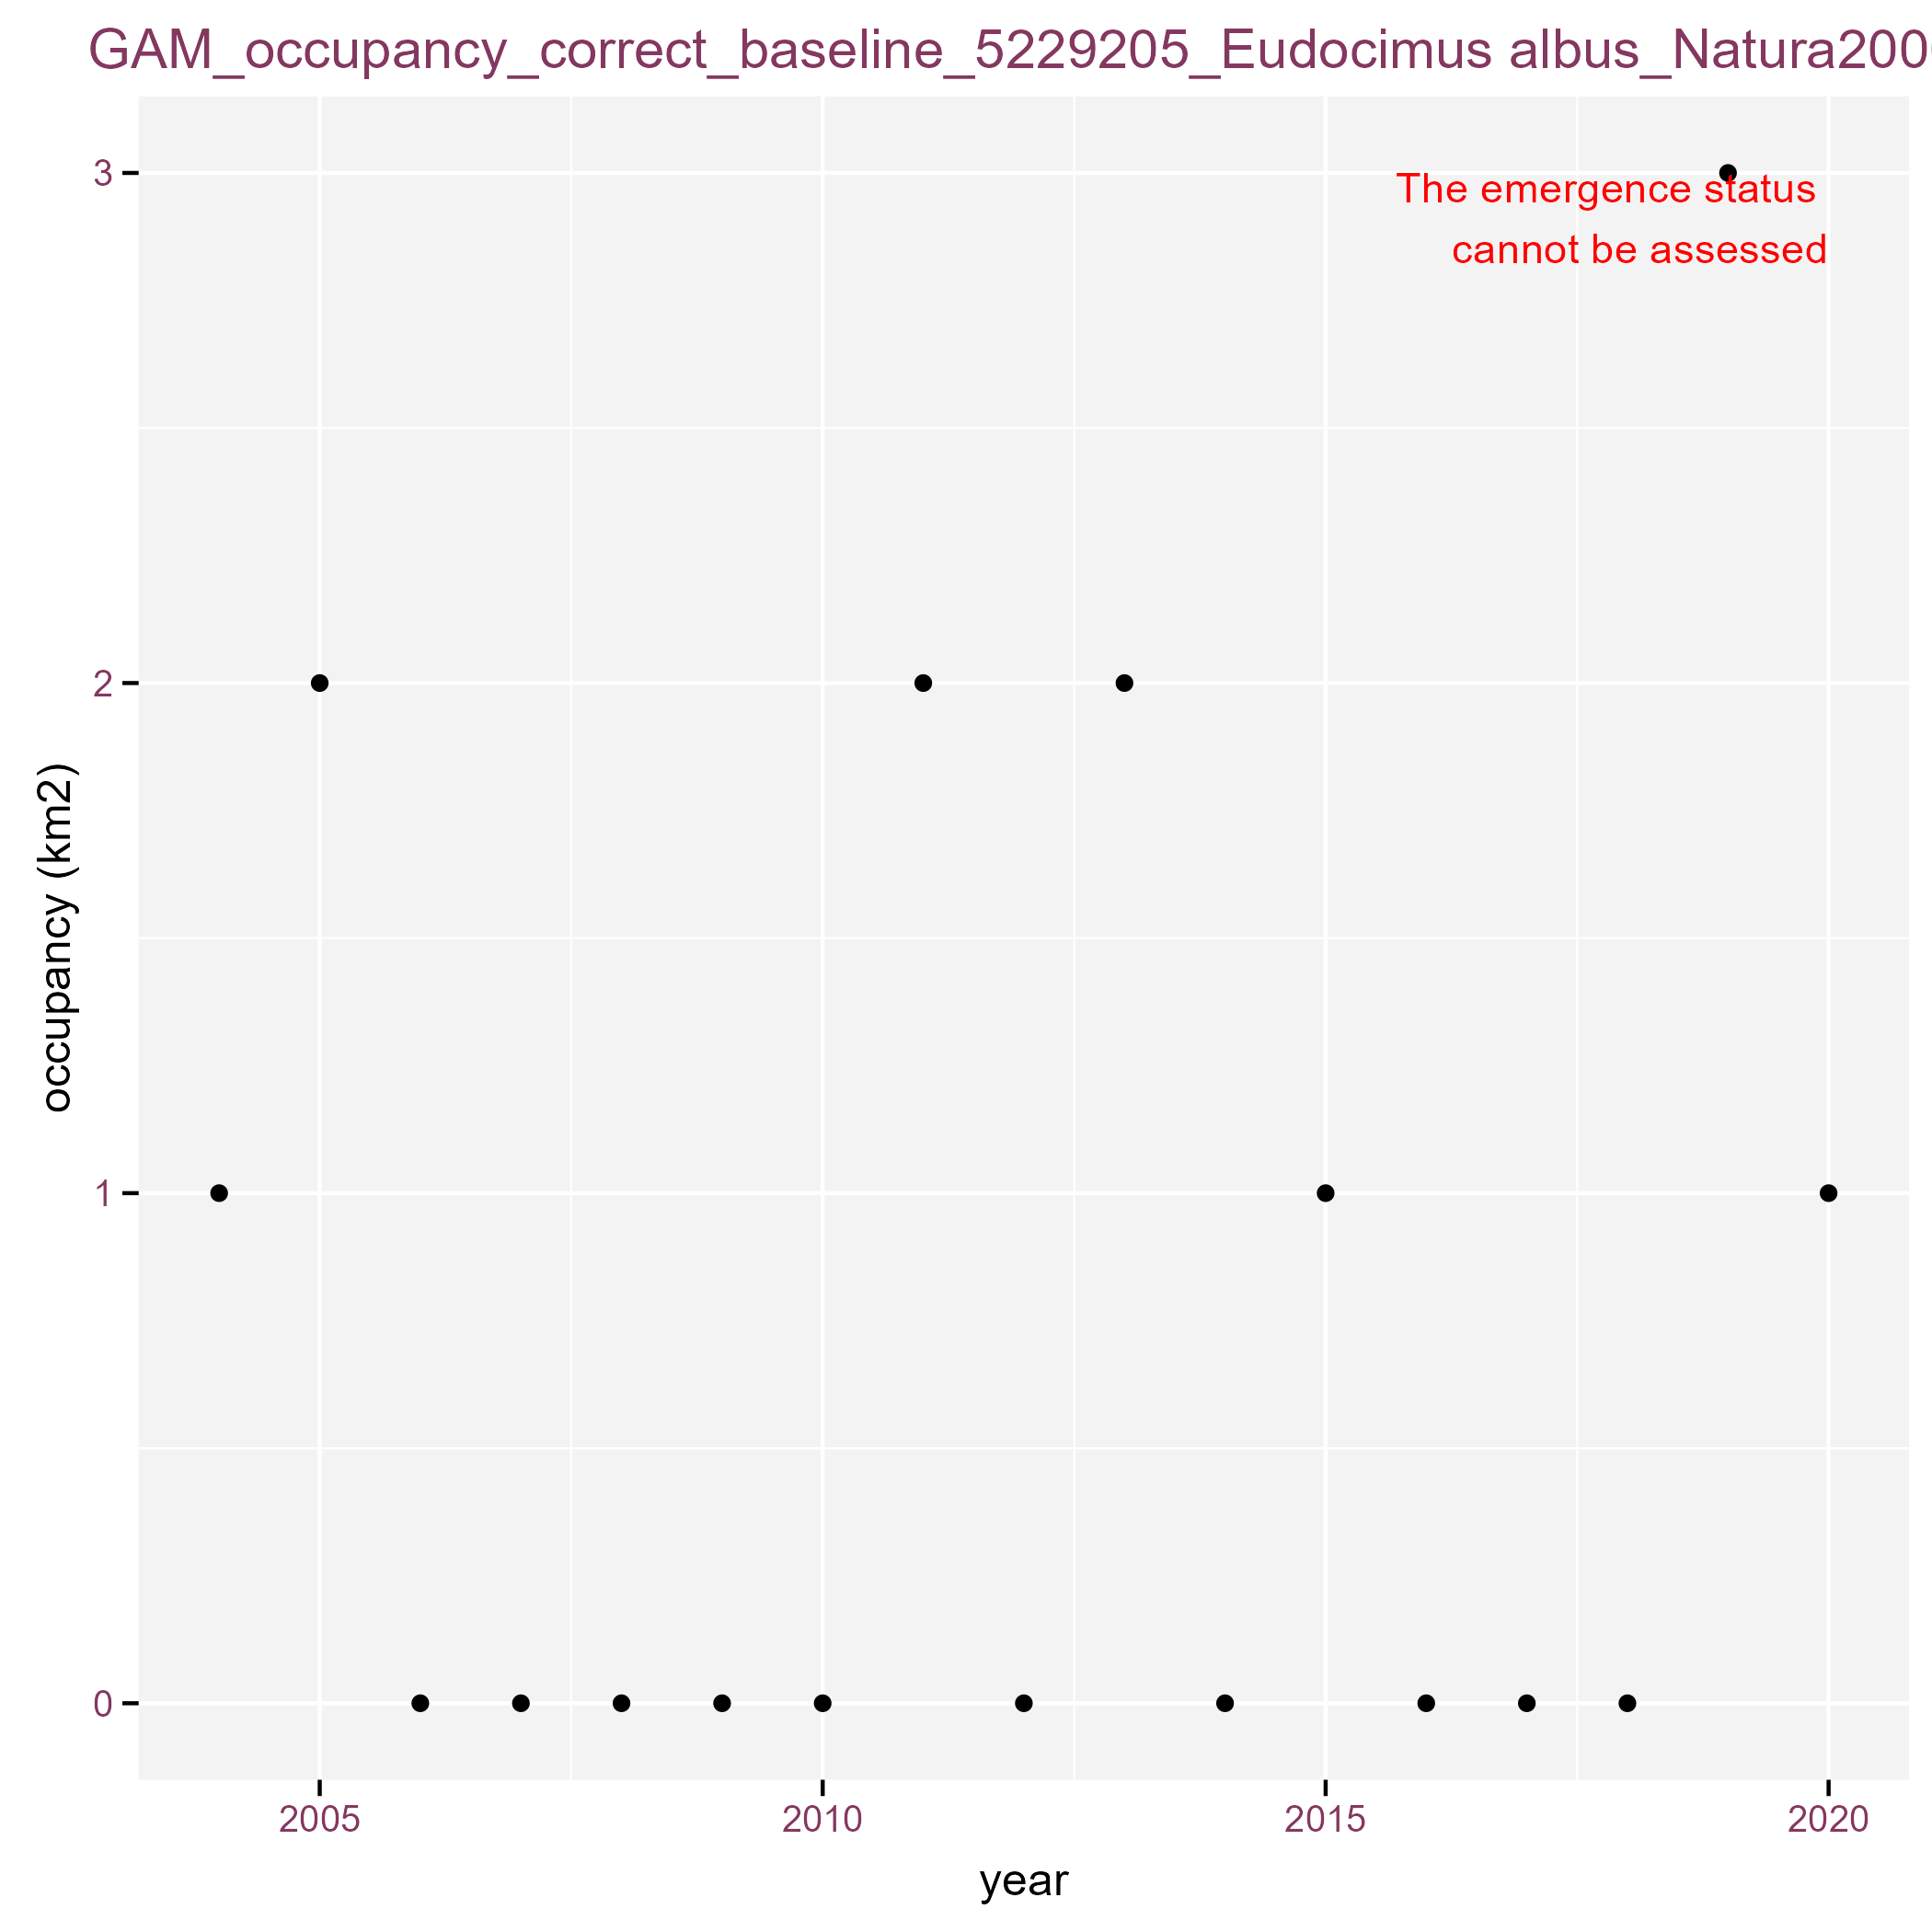 GAM_occupancy_correct_baseline_5229205_Eudocimus albus_Natura200
3
The emergence status
cannot be assessed
2
occupancy (km2)
1
0
2005 2010 2015 2020
year